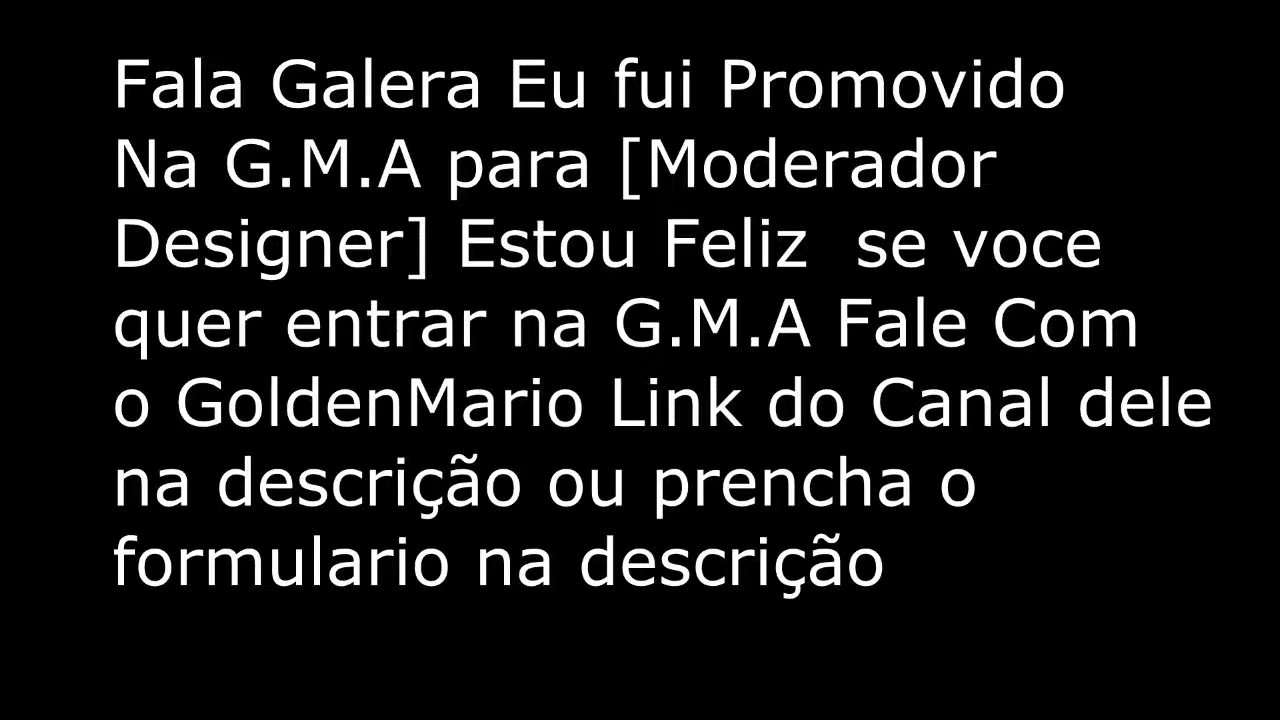 Fala Galera Eu fui Promovido
Na G.M.A para [Moderador
Designer] Estou Feliz  se voce
quer entrar na G.M.A Fale Com
o GoldenMario Link do Canal dele
na descrição ou prencha o
formulario na descrição